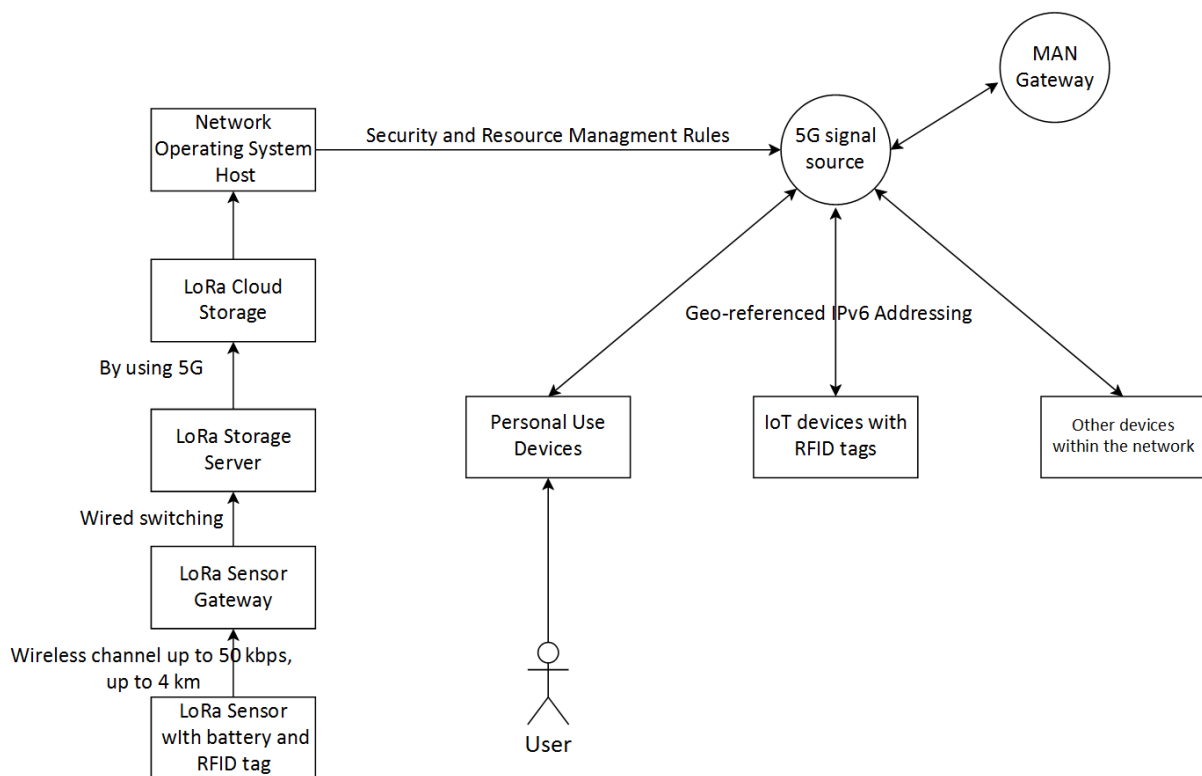 MAN
Gateway
Network
Operating System
Host
Security and Resource Managment Rules
5G signal
source
LoRa Cloud
Storage
Geo-referenced IPv6 Addressing
By using 5G
LoRa Storage
Server
Personal Use
Devices
IoT devices with
RFID tags
Other devices
within the network
Wired switching
LoRa Sensor
Gateway
Wireless channel up to 50 kbps,
up to 4 km
LoRa Sensor
wIth battery and
RFID tag
User